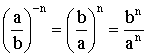 (a/b)^{-n} = (b/a)^n = b^n/a^n